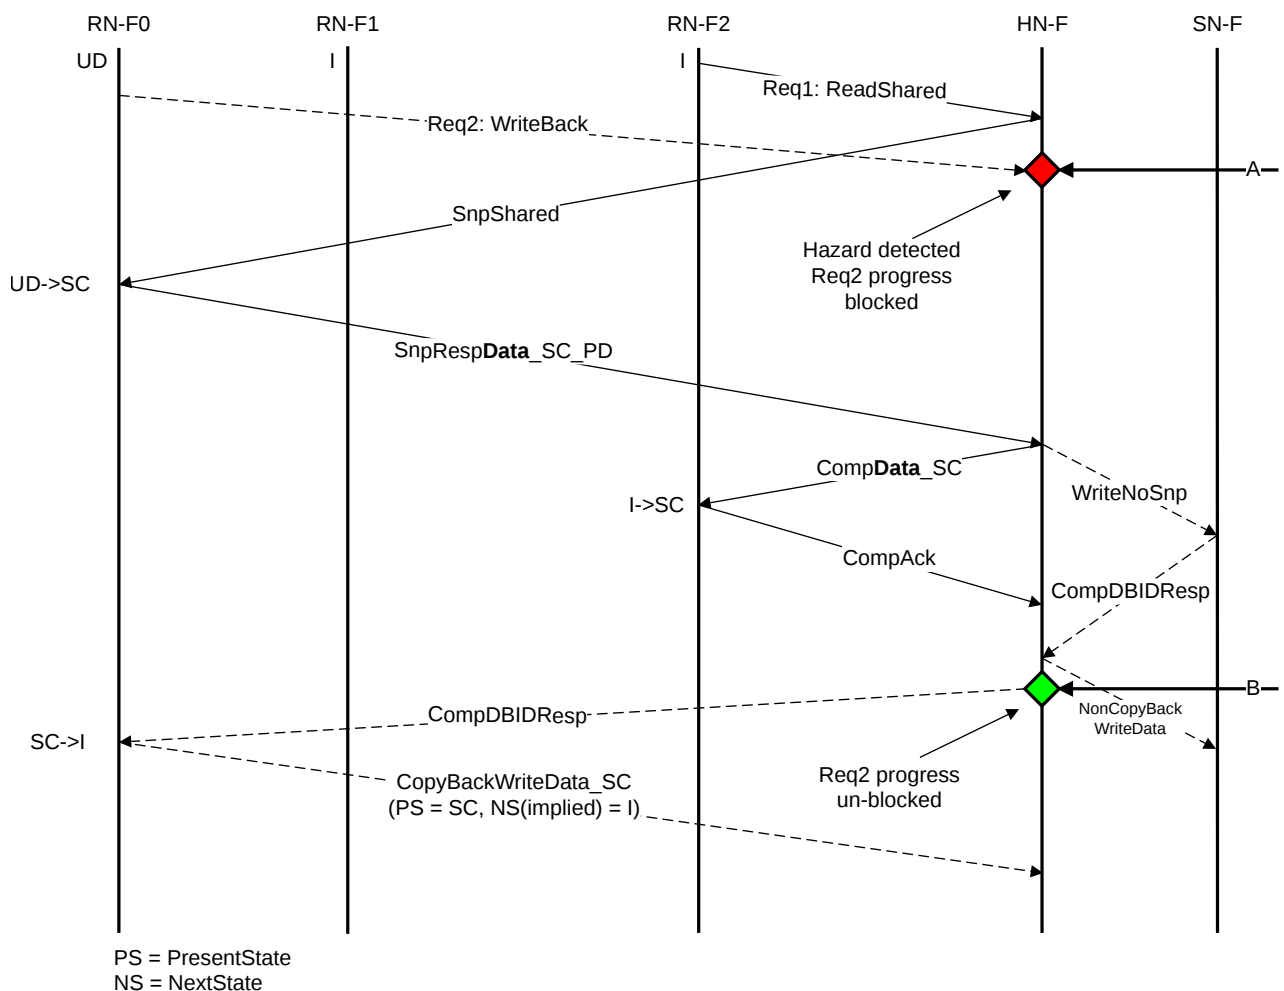 RN-F0
RN-F1
RN-F2
HN-F
SN-F
UD
I
I
Req1: ReadShared
Req2: WriteBack
A
SnpShared
Hazard detected
Req2 progress
blocked
UD->SC
SnpRespData_SC_PD
CompData_SC
WriteNoSnp
I->SC
CompAck
CompDBIDResp
B
CompDBIDResp
NonCopyBack
WriteData
SC->I
CopyBackWriteData_SC
(PS = SC, NS(implied) = I)
Req2 progress
un-blocked
PS = PresentState
NS = NextState